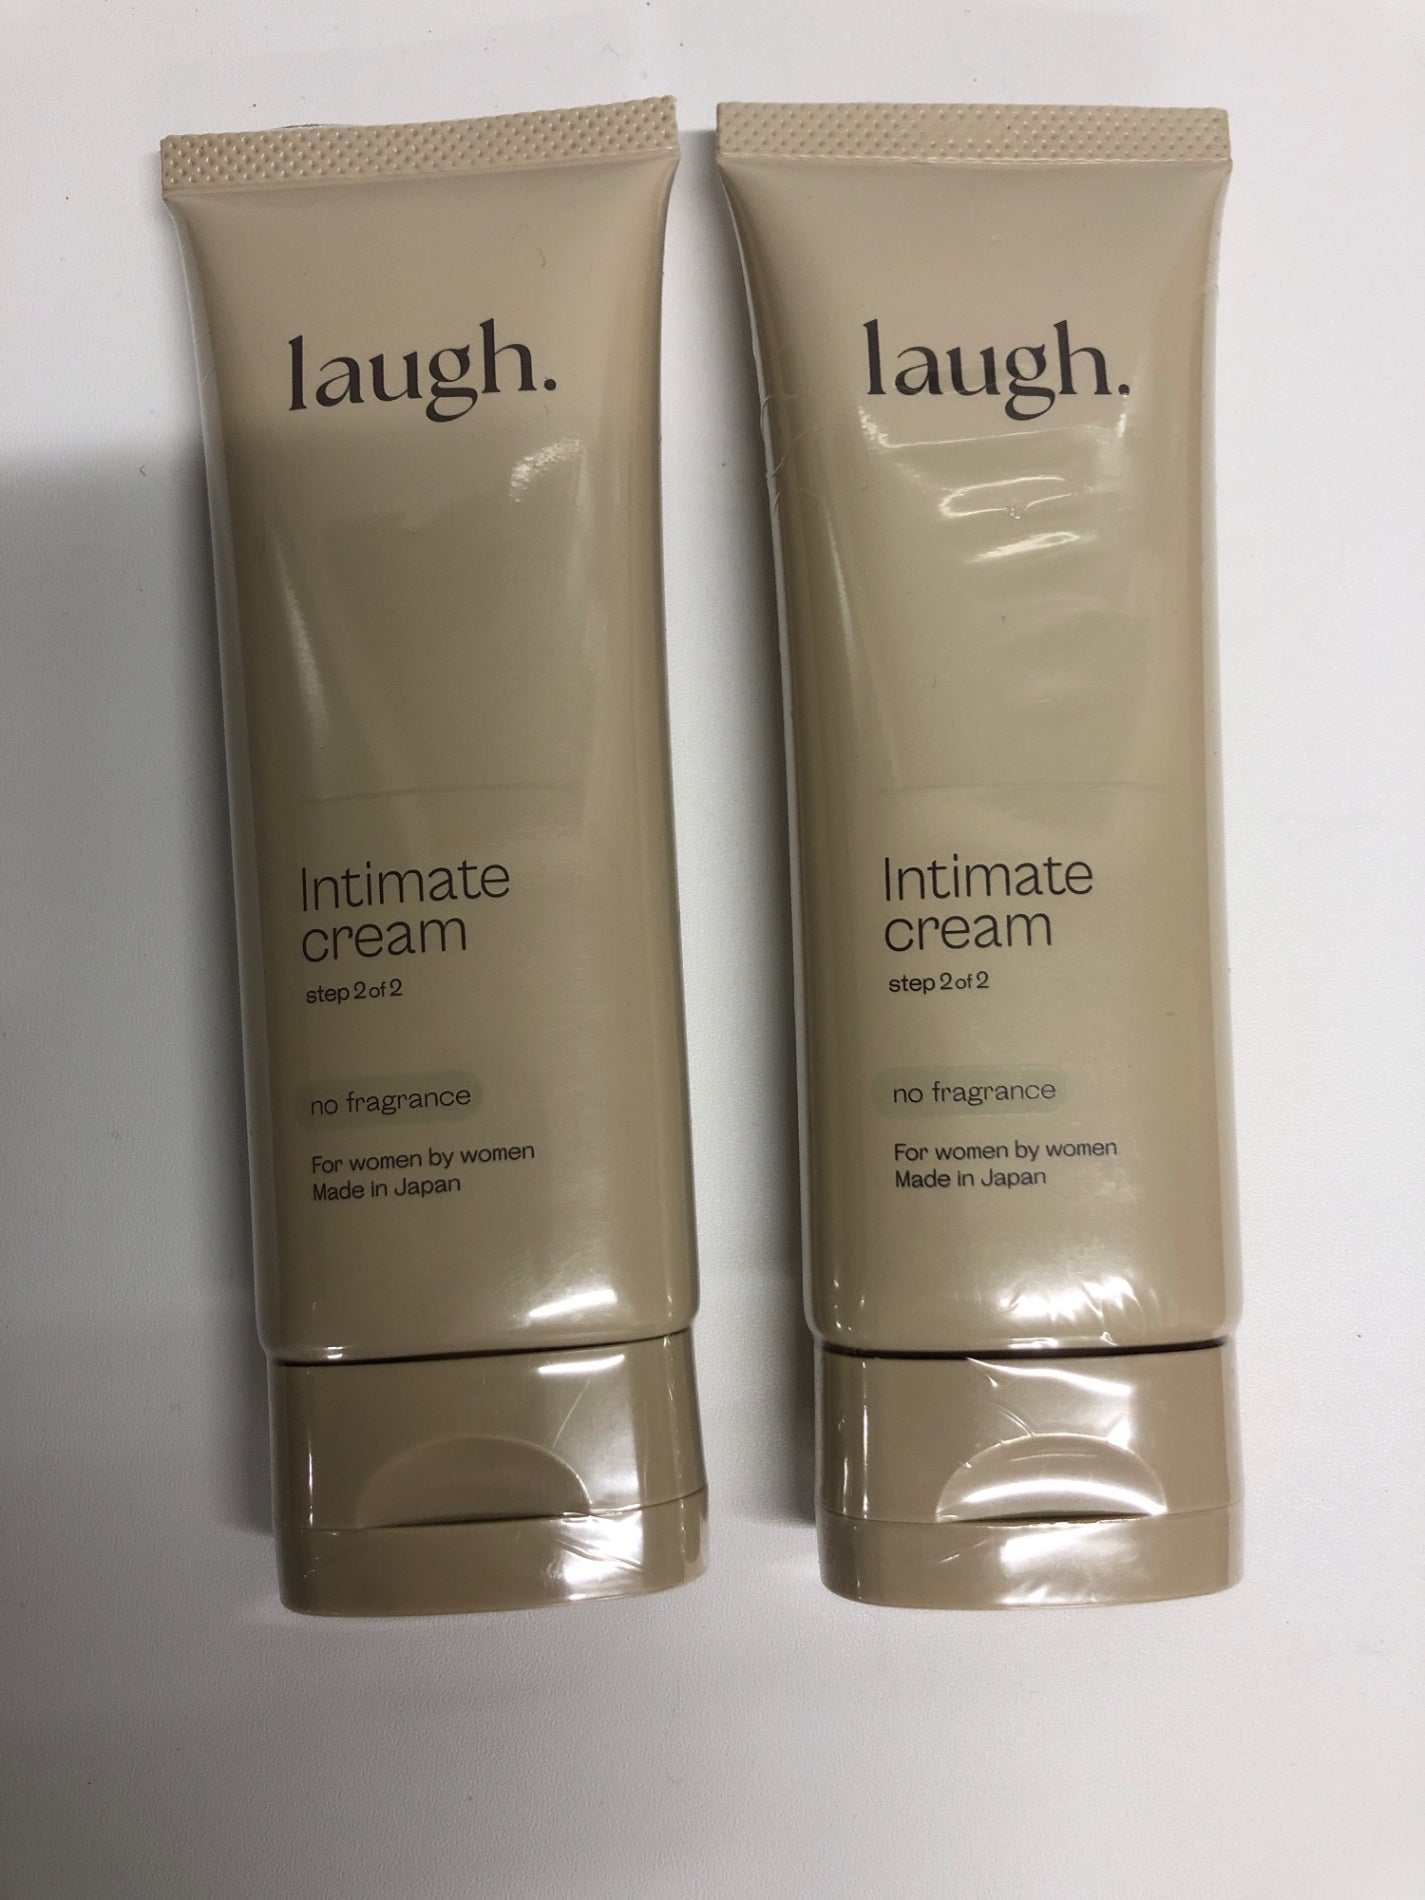 laugh.
Intimate
cream
step 2 of 2
no fragrance
For women by women
Made in Japan
laugh.
Intimate
cream
step 2 of 2
no fragrance
For women by women
Made in Japan